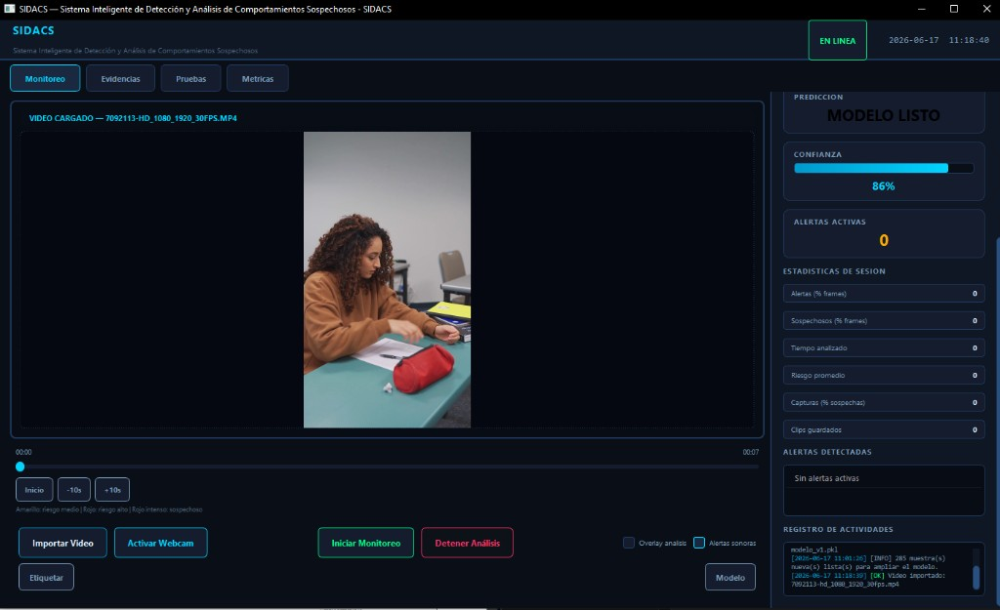 SIDACS — Sistema Inteligente de Detección y Análisis de Comportamientos Sospechosos - SIDACS
SIDACS
Sistema Inteligente de Detección y Análisis de Comportamientos Sospechosos
EN LINEA
2026-06-17 11:18:40
Monitoreo
Evidencias
Pruebas
Metricas
VIDEO CARGADO — 7092113-HD_1080_1920_30FPS.MP4
00:00
00:07
Inicio
-10s
+10s
Amarillo: riesgo medio | Rojo: riesgo alto | Rojo intenso: sospechoso
Importar Video
Activar Webcam
Iniciar Monitoreo
Detener Análisis
Overlay analisis
Alertas sonoras
Etiquetar
Modelo
PREDICCION
MODELO LISTO
CONFIANZA
86%
ALERTAS ACTIVAS
0
ESTADISTICAS DE SESION
Alertas (% frames) 0
Sospechosos (% frames) 0
Tiempo analizado 0
Riesgo promedio 0
Capturas (% sospechas) 0
Clips guardados 0
ALERTAS DETECTADAS
Sin alertas activas
REGISTRO DE ACTIVIDADES
modelo_v1.pkl
[2026-06-17 11:01:26] [INFO] 285 muestra(s)
nueva(s) lista(s) para ampliar el modelo.
[2026-06-17 11:18:39] [OK] Video importado:
7092113-hd_1080_1920_30fps.mp4